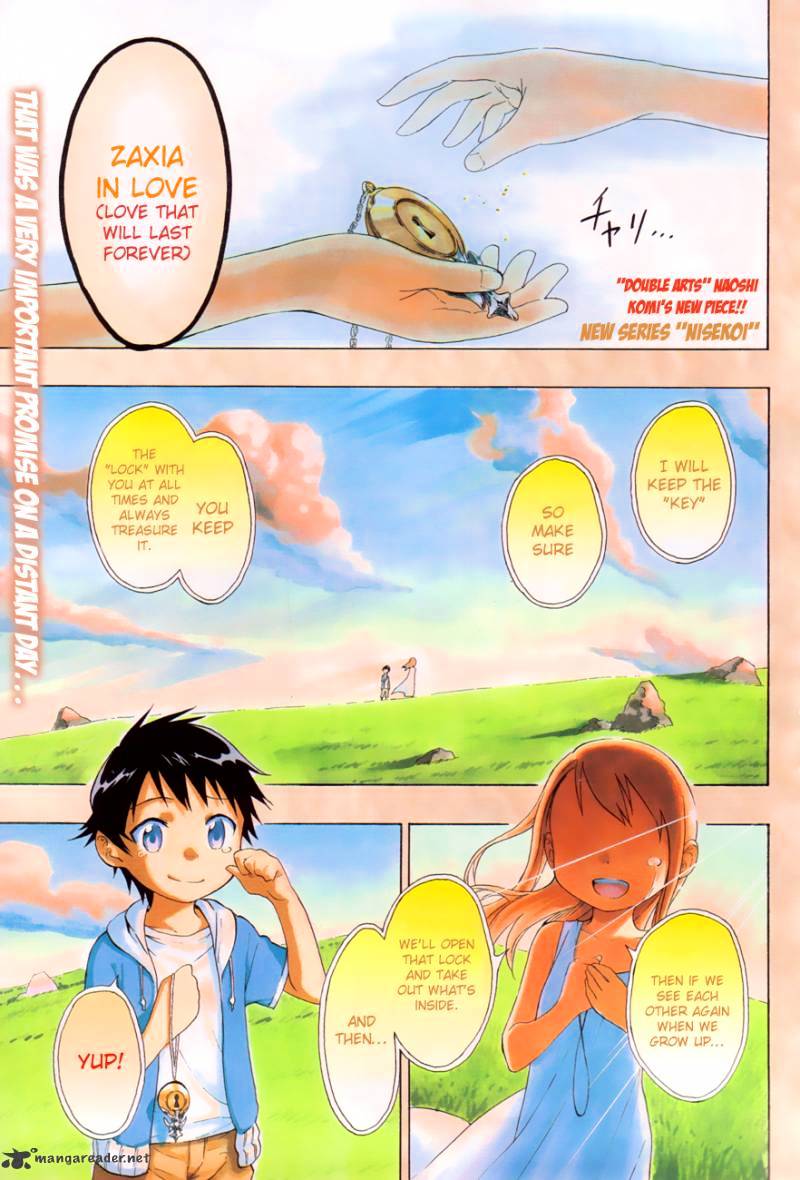 ZAXIA
IN LOVE
(LOVE THAT
WILL LAST
FOREVER)
チャリ...
"DOUBLE ARTS" NAOSHI
KOMI'S NEW PIECE!!
NEW SERIES "NISEKOI"
THAT WAS A VERY IMPORTANT PROMISE ON A DISTANT DAY...
I WILL
KEEP THE
"KEY"
SO
MAKE
SURE
YOU
KEEP
THE
"LOCK" WITH
YOU AT ALL
TIMES AND
ALWAYS
TREASURE
IT.
THEN IF WE
SEE EACH
OTHER AGAIN
WHEN WE
GROW UP...
WE'LL OPEN
THAT LOCK
AND TAKE
OUT WHAT'S
INSIDE.
AND
THEN...
YUP!
mangareader.net